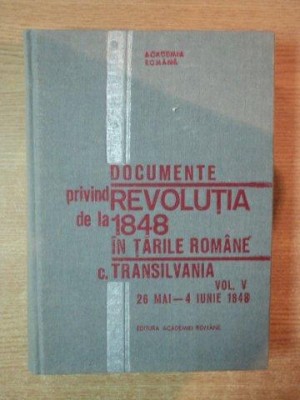 ACADEMIA
ROMÂNĂ
DOCUMENTE
privind REVOLUȚIA
de la 1848
ÎN ȚĂRILE ROMÂNE
c. TRANSILVANIA
VOL. V
26 MAI—4 IUNIE 1848
EDITURA ACADEMIEI ROMÂNE